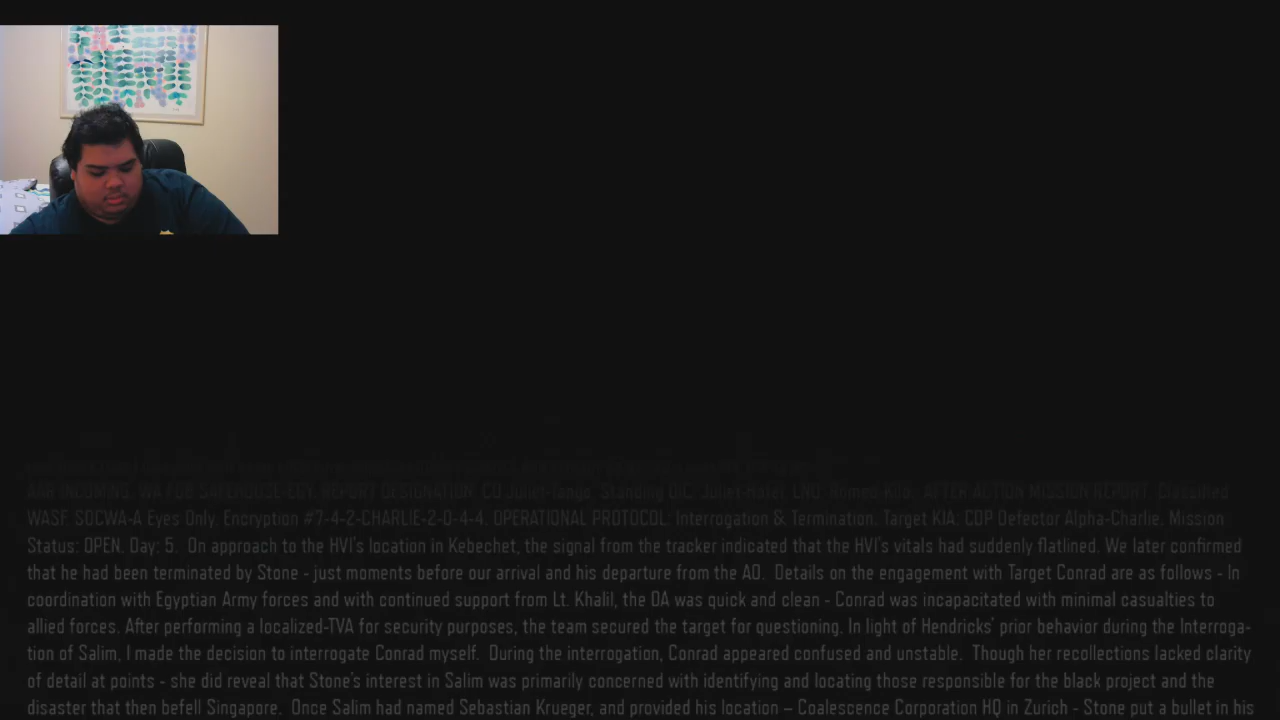 INCOMING. WA FOB SAFEHOUSE-EGY. REPORT DESIGNATION: CO Juliet-Tango. Standing OIC: Juliet-Hotel. LNO: Romeo-Kilo. AFTER ACTION MISSION REPORT. Classified
WASF. SOCWA-A Eyes Only. Encryption #7-4-2-CHARLIE-2-0-4-4. OPERATIONAL PROTOCOL: Interrogation & Termination. Target KIA: CDP Defector Alpha-Charlie. Mission
Status: OPEN. Day: 5. On approach to the HVI's location in Kebechet, the signal from the tracker indicated that the HVI's vitals had suddenly flatlined. We later confirmed
that he had been terminated by Stone - just moments before our arrival and his departure from the AO. Details on the engagement with Target Conrad are as follows - In
coordination with Egyptian Army forces and with continued support from Lt. Khalil, the DA was quick and clean - Conrad was incapacitated with minimal casualties to
allied forces. After performing a localized-TVA for security purposes, the team secured the target for questioning. In light of Hendricks' prior behavior during the Interroga-
tion of Salim, I made the decision to interrogate Conrad myself. During the interrogation, Conrad appeared confused and unstable. Though her recollections lacked clarity
of detail at points - she did reveal that Stone's interest in Salim was primarily concerned with identifying and locating those responsible for the black project and the
disaster that then befell Singapore. Once Salim had named Sebastian Krueger, and provided his location – Coalescence Corporation HQ in Zurich - Stone put a bullet in his